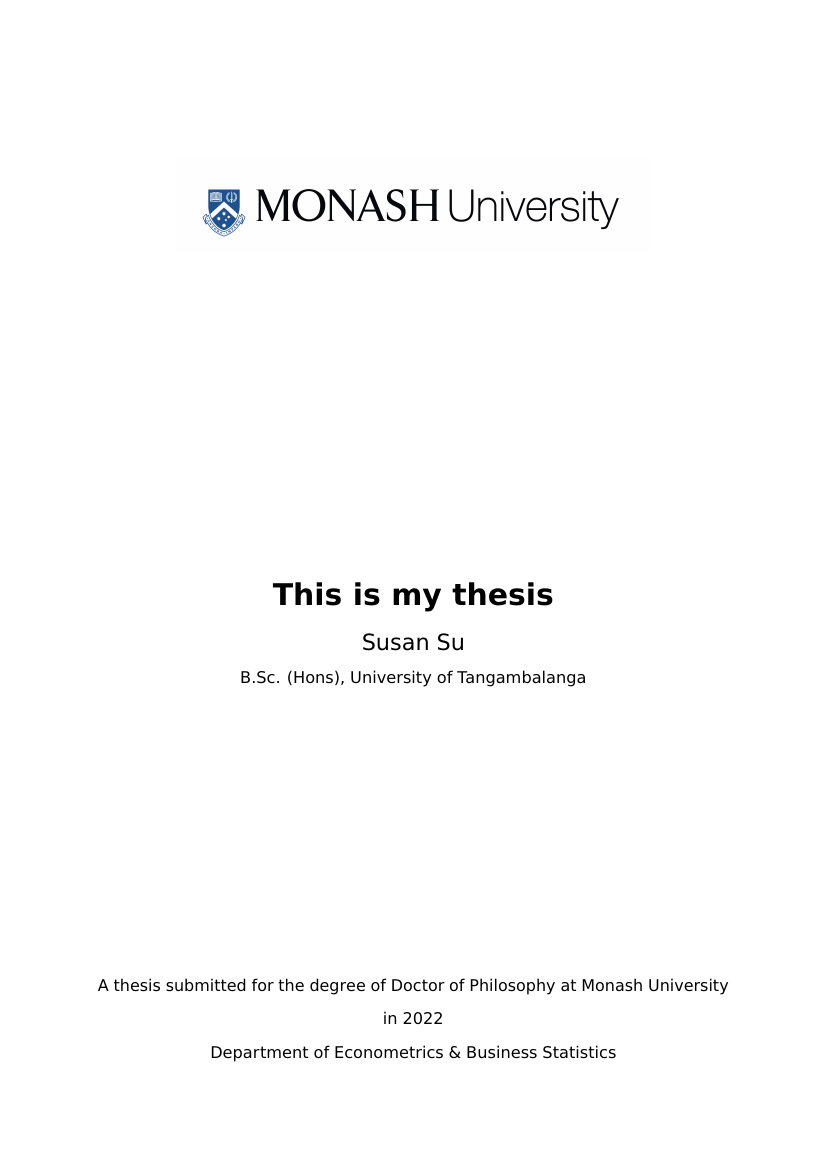 MONASH University
This is my thesis
Susan Su
B.Sc. (Hons), University of Tangambalanga
A thesis submitted for the degree of Doctor of Philosophy at Monash University
in 2022
Department of Econometrics & Business Statistics